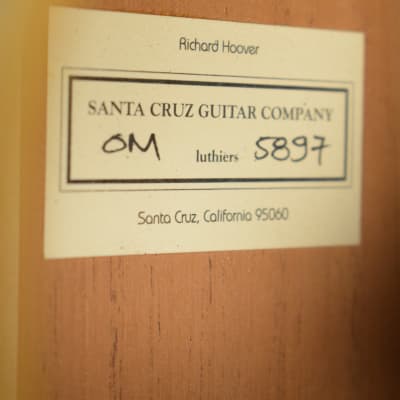 Richard Hoover
SANTA CRUZ GUITAR COMPANY
OM luthiers 5897
Santa Cruz, California 95060